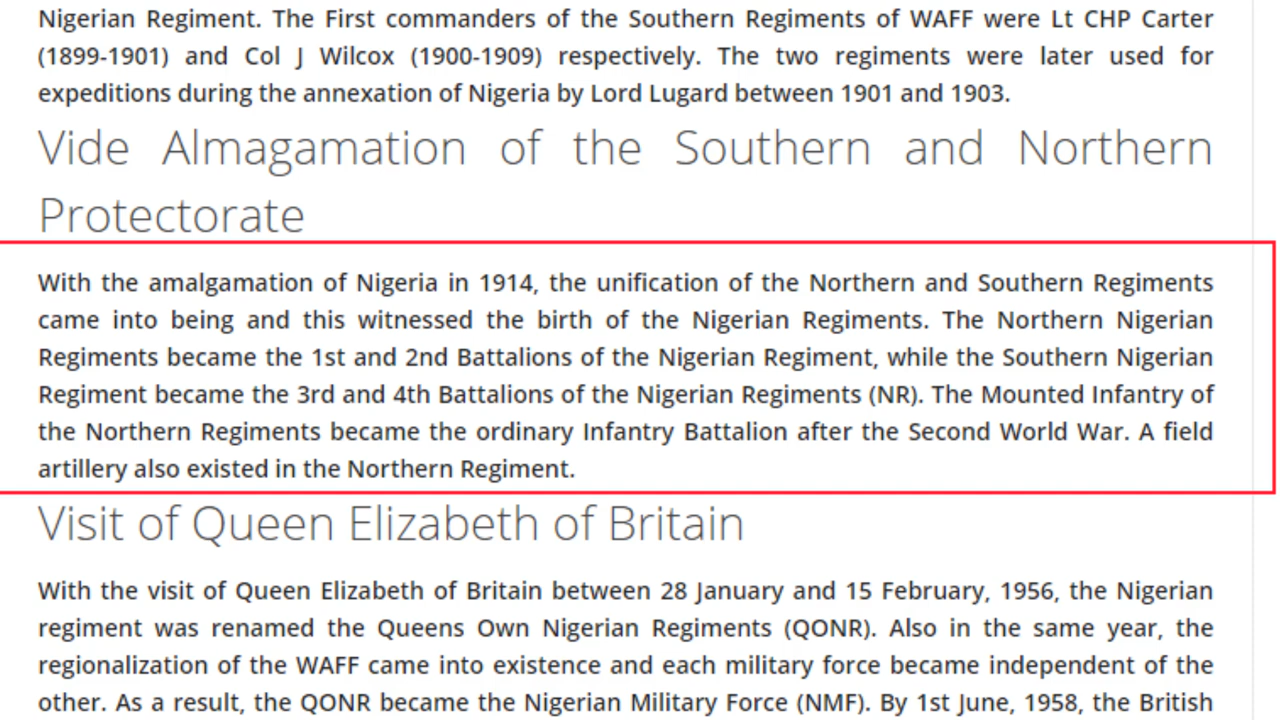 Nigerian Regiment. The First commanders of the Southern Regiments of WAFF were Lt CHP Carter
(1899-1901) and Col J Wilcox (1900-1909) respectively. The two regiments were later used for
expeditions during the annexation of Nigeria by Lord Lugard between 1901 and 1903.
Vide Almagamation of the Southern and Northern
Protectorate
With the amalgamation of Nigeria in 1914, the unification of the Northern and Southern Regiments
came into being and this witnessed the birth of the Nigerian Regiments. The Northern Nigerian
Regiments became the 1st and 2nd Battalions of the Nigerian Regiment, while the Southern Nigerian
Regiment became the 3rd and 4th Battalions of the Nigerian Regiments (NR). The Mounted Infantry of
the Northern Regiments became the ordinary Infantry Battalion after the Second World War. A field
artillery also existed in the Northern Regiment.
Visit of Queen Elizabeth of Britain
With the visit of Queen Elizabeth of Britain between 28 January and 15 February, 1956, the Nigerian
regiment was renamed the Queens Own Nigerian Regiments (QONR). Also in the same year, the
regionalization of the WAFF came into existence and each military force became independent of the
other. As a result, the QONR became the Nigerian Military Force (NMF). By 1st June, 1958, the British